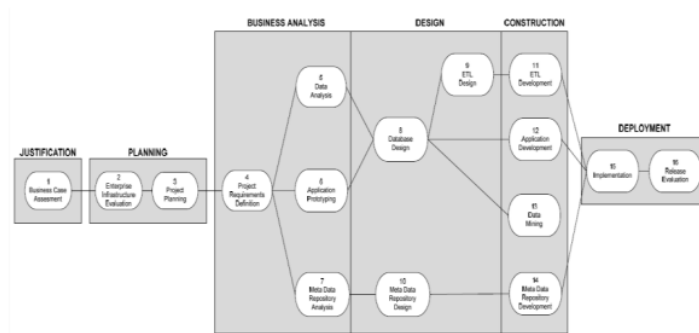 BUSINESS ANALYSIS
DESIGN
CONSTRUCTION
DEPLOYMENT
JUSTIFICATION
PLANNING
1
Business Case
Assesment
2
Enterprise
Infrastructure
Evaluation
3
Project
Planning
4
Project
Requirements
Definition
Data
Analysis
6
Application
Prototyping
7
Meta Data
Repository
Analysis
8
Database
Design
9
ETL
Design
10
Meta Data
Repository
Design
11
ETL
Development
12
Application
Development
13
Data
Mining
14
Meta Data
Repository
Development
Implementation
16
Release
Evaluation